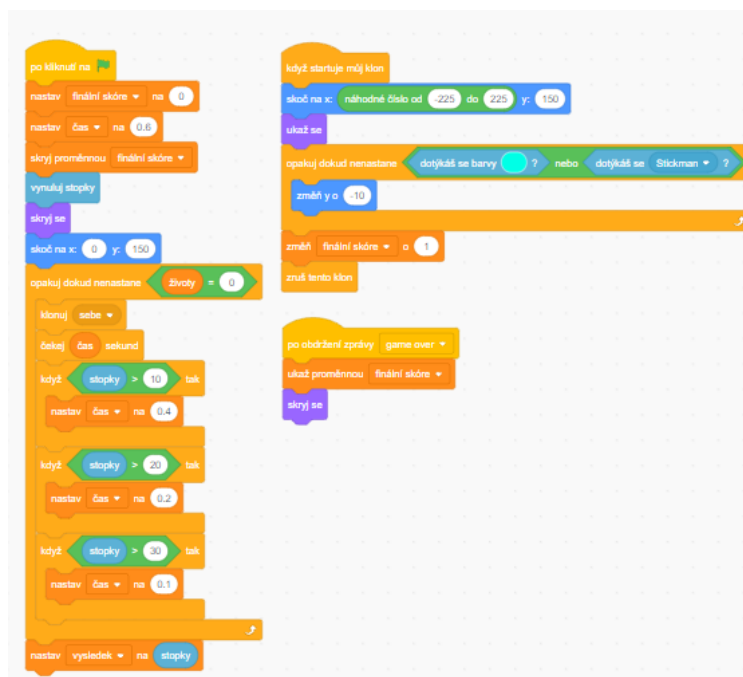 po kliknutí na
nastav finální skóre na 0
nastav čas na 0.6
skryj proměnnou finální skóre
vynuluj stopky
skryj se
skoč na x: 0 y: 150
opakuj dokud nenastane životy = 0
klonuj sebe
čekej čas sekund
když stopky > 10 tak
nastav čas na 0.4
když stopky > 20 tak
nastav čas na 0.2
když stopky > 30 tak
nastav čas na 0.1
nastav vysledek na stopky
když startuje můj klon
skoč na x: náhodné číslo od -225 do 225 y: 150
ukaž se
opakuj dokud nenastane dotýkáš se barvy ? nebo dotýkáš se Stickman ?
změň y o -10
změň finální skóre o 1
zruš tento klon
po obdržení zprávy game over
ukaž proměnnou finální skóre
skryj se